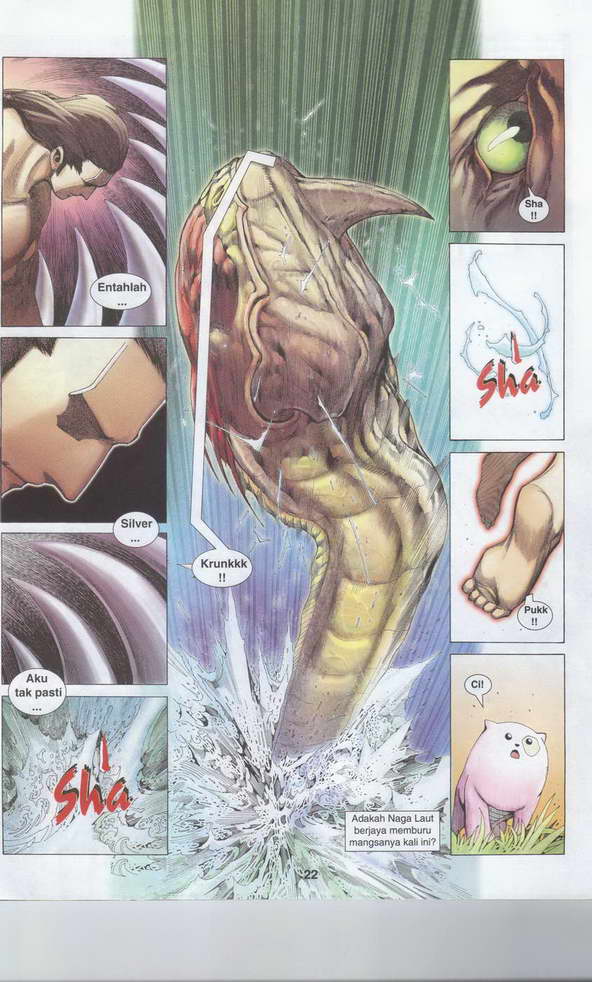 Entahlah
...
Silver
...
Aku
tak pasti
...
Sha
Krunkkk
!!
Adakah Naga Laut
berjaya memburu
mangsanya kali ini?
Sha
!!
Sha
Pukk
!!
Ci!
22